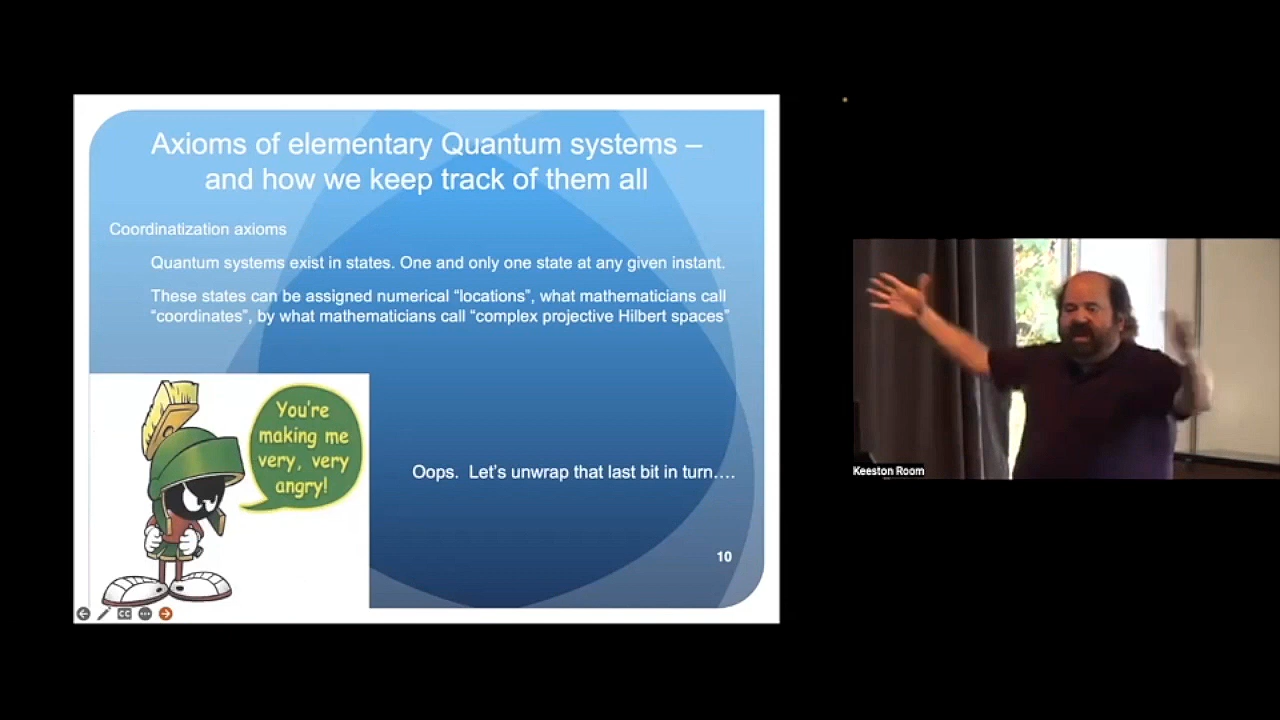 Axioms of elementary Quantum systems –
and how we keep track of them all
Coordinatization axioms
Quantum systems exist in states. One and only one state at any given instant.
These states can be assigned numerical “locations”, what mathematicians call
“coordinates”, by what mathematicians call “complex projective Hilbert spaces”
You’re
making me
very, very
angry!
Oops.  Let’s unwrap that last bit in turn….
10
CC
Keeston Room